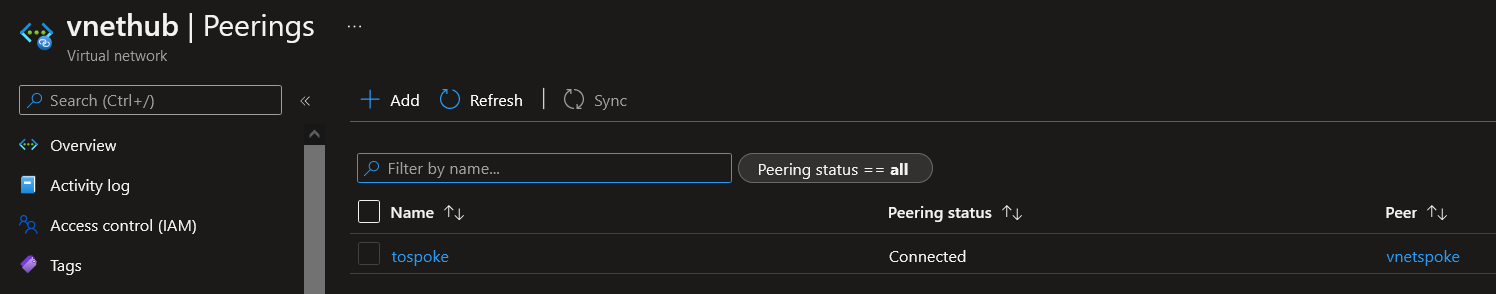 vnethub | Peerings ...
Virtual network
Search (Ctrl+/) «
+ Add Refresh | Sync
Overview
Activity log
Access control (IAM)
Tags
Filter by name... Peering status == all
Name ↑↓ Peering status ↑↓ Peer ↑↓
tospoke Connected vnetspoke